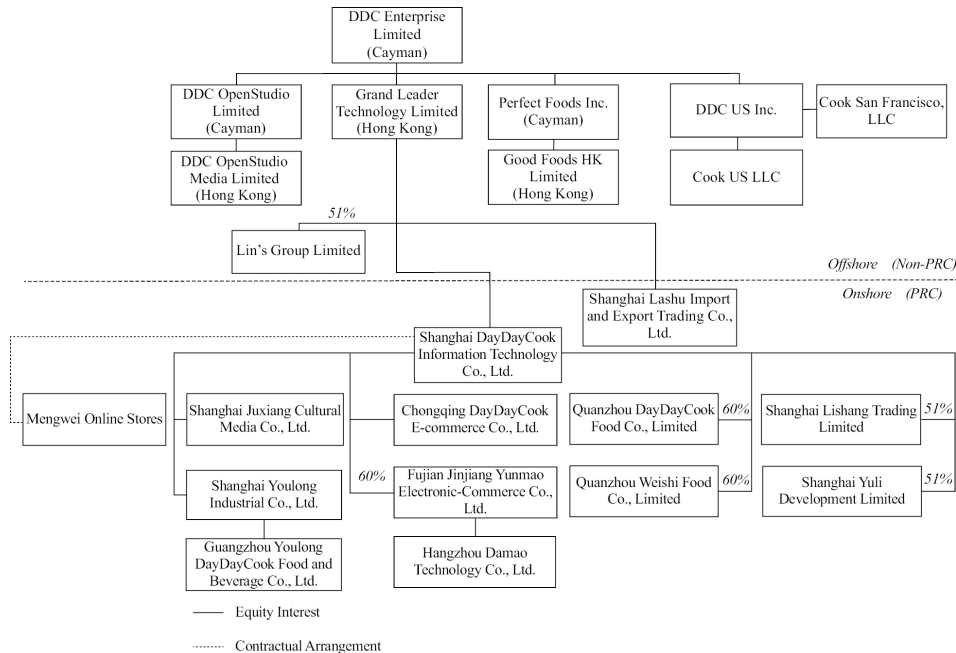 DDC Enterprise
Limited
(Cayman)
DDC OpenStudio
Limited
(Cayman)
Grand Leader
Technology Limited
(Hong Kong)
Perfect Foods Inc.
(Cayman)
DDC US Inc.
Cook San Francisco,
LLC
DDC OpenStudio
Media Limited
(Hong Kong)
Good Foods HK
Limited
(Hong Kong)
Cook US LLC
51%
Lin's Group Limited
Offshore (Non-PRC)
Onshore (PRC)
Shanghai Lashu Import
and Export Trading Co.,
Ltd.
Shanghai DayDayCook
Information Technology
Co., Ltd.
Mengwei Online Stores
Shanghai Juxiang Cultural
Media Co., Ltd.
Chongqing DayDayCook
E-commerce Co., Ltd.
Quanzhou DayDayCook
Food Co., Limited
60%
Shanghai Lishang Trading
Limited
51%
Shanghai Youlong
Industrial Co., Ltd.
60%
Fujian Jinjiang Yunmao
Electronic-Commerce Co.,
Ltd.
Quanzhou Weishi Food
Co., Limited
60%
Shanghai Yuli
Development Limited
51%
Guangzhou Youlong
DayDayCook Food and
Beverage Co., Ltd.
Hangzhou Damao
Technology Co., Ltd.
Equity Interest
Contractual Arrangement